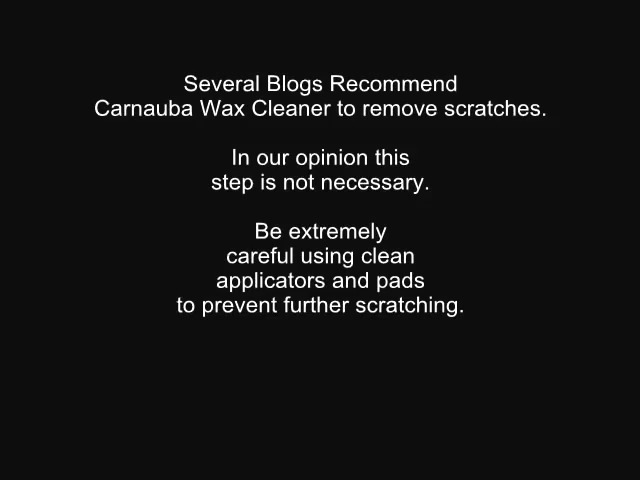 Several Blogs Recommend
Carnauba Wax Cleaner to remove scratches.
In our opinion this
step is not necessary.
Be extremely
careful using clean
applicators and pads
to prevent further scratching.